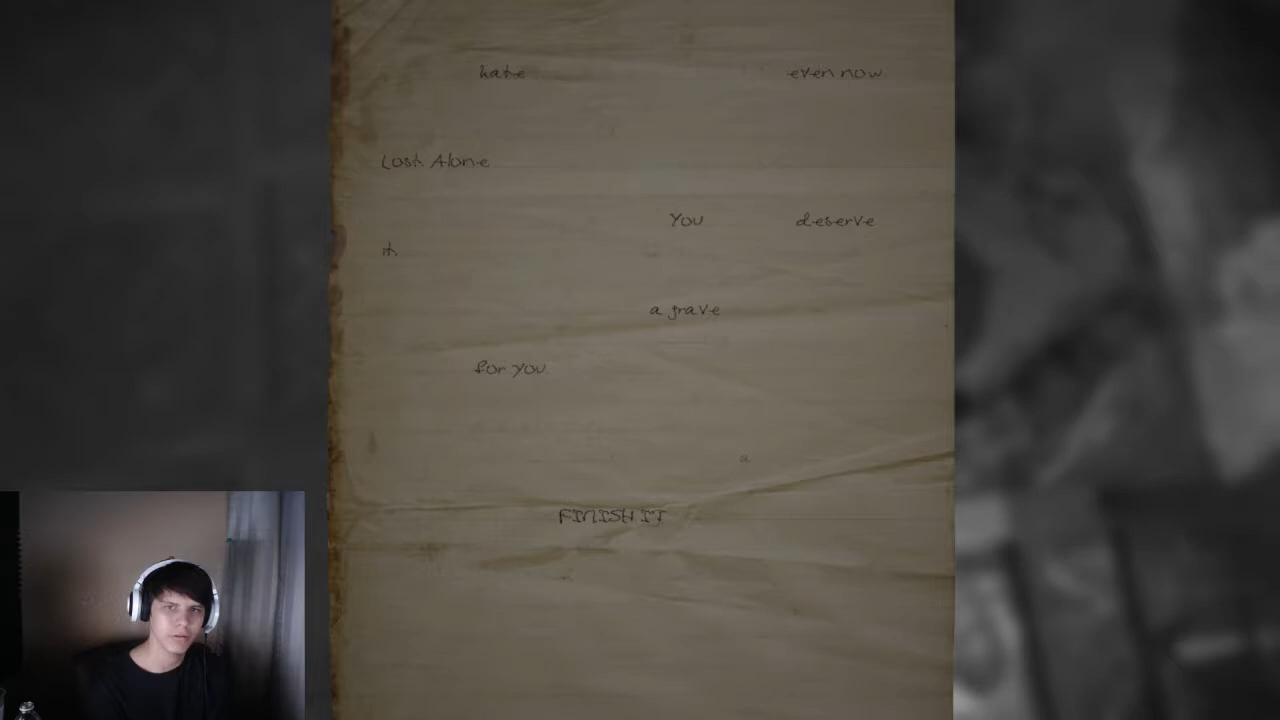 hate even now
Lost. Alone
You deserve
it.
a grave
for you.
a
FINISH IT